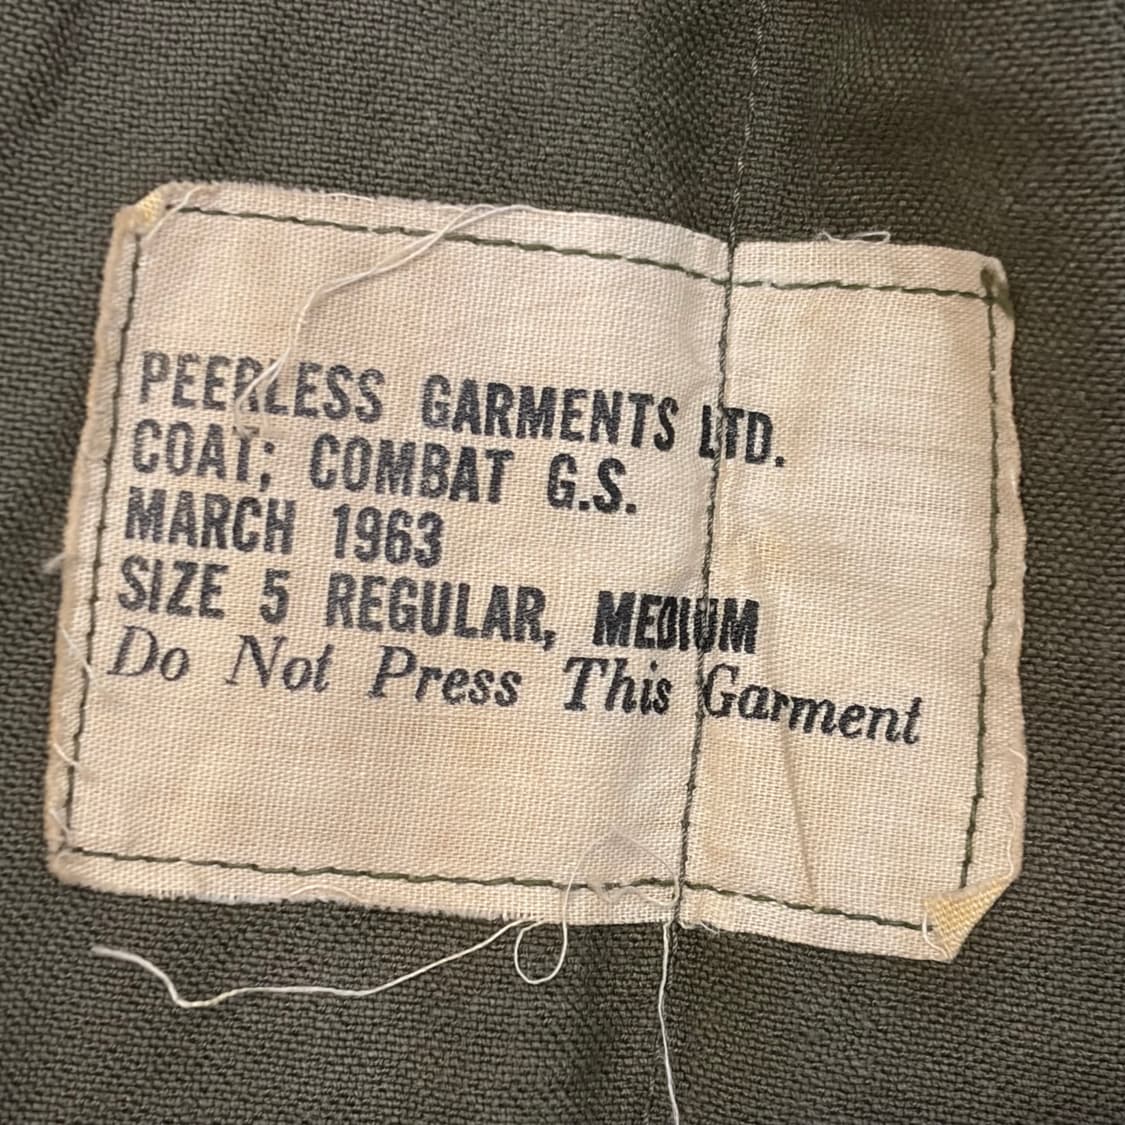 PEERLESS GARMENTS LTD.
COAT; COMBAT G.S.
MARCH 1963
SIZE 5 REGULAR, MEDIUM
Do Not Press This Garment